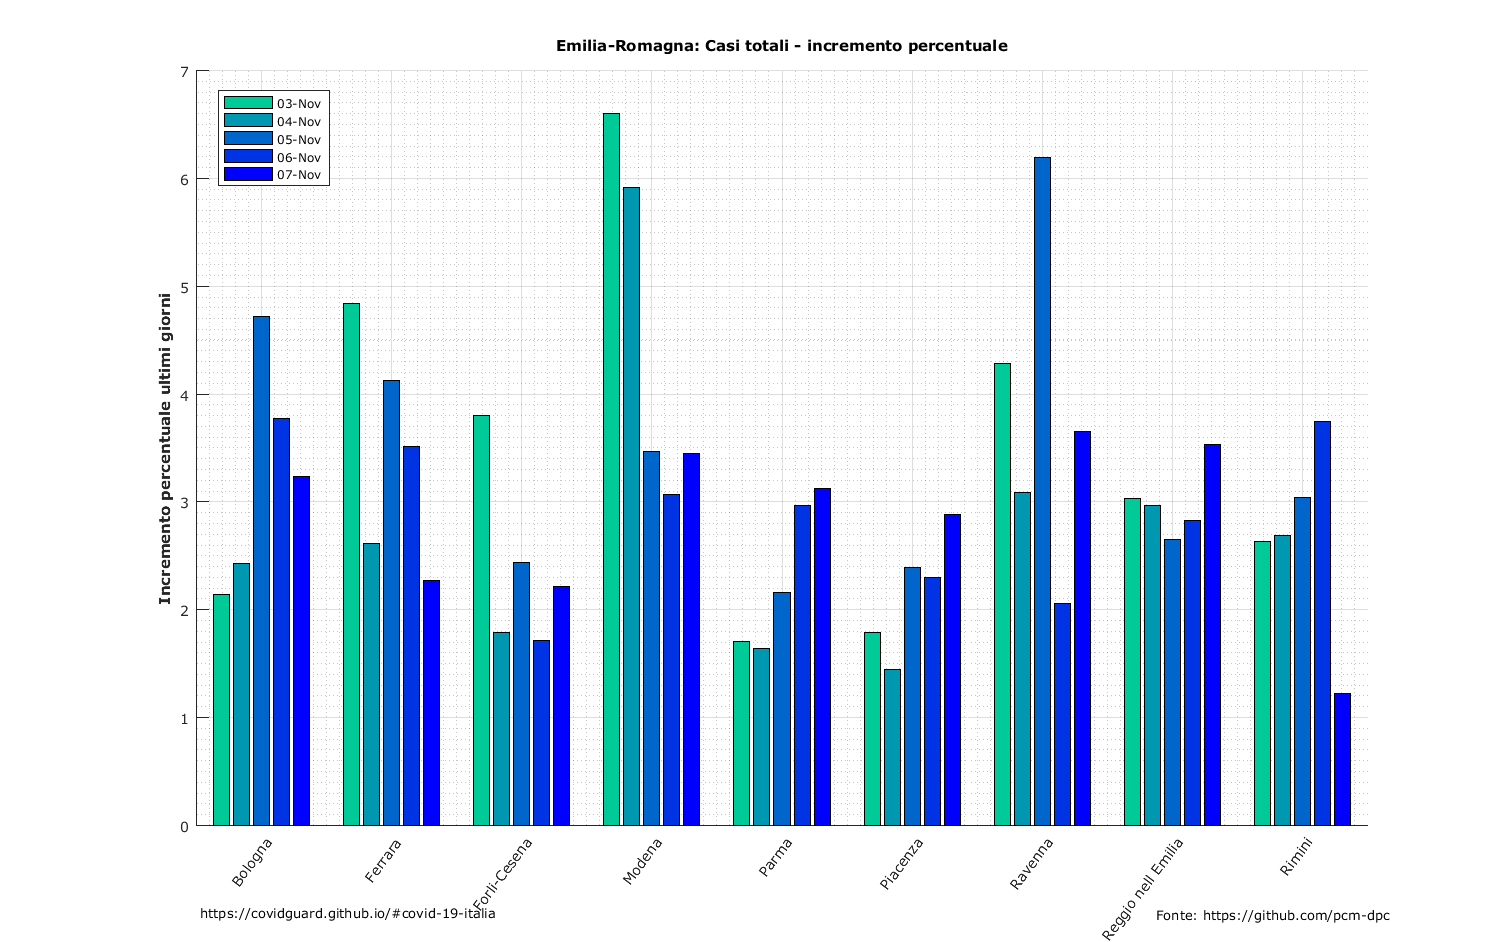 Emilia-Romagna: Casi totali - incremento percentuale
Incremento percentuale ultimi giorni
7
6
5
4
3
2
1
0
03-Nov
04-Nov
05-Nov
06-Nov
07-Nov
Bologna
Ferrara
Forlì-Cesena
Modena
Parma
Piacenza
Ravenna
Reggio nell Emilia
Rimini
https://covidguard.github.io/#covid-19-italia
Fonte: https://github.com/pcm-dpc